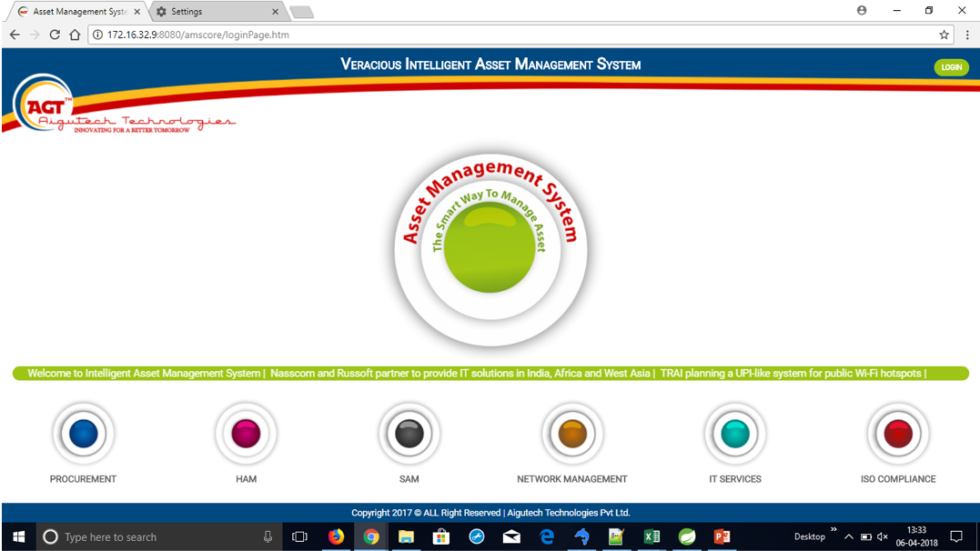 Asset Management Syste
Settings
172.16.32.9:8080/amscore/loginPage.htm
VERACIOUS INTELLIGENT ASSET MANAGEMENT SYSTEM
LOGIN
AGT™
Aigutech Technologies
INNOVATING FOR A BETTER TOMORROW
Asset Management System
The Smart Way To Manage Asset
Welcome to Intelligent Asset Management System | Nasscom and Russoft partner to provide IT solutions in India, Africa and West Asia | TRAI planning a UPI-like system for public Wi-Fi hotspots |
PROCUREMENT
HAM
SAM
NETWORK MANAGEMENT
IT SERVICES
ISO COMPLIANCE
Copyright 2017 © ALL Right Reserved | Aigutech Technologies Pvt Ltd.
Type here to search
Desktop
13:33
06-04-2018